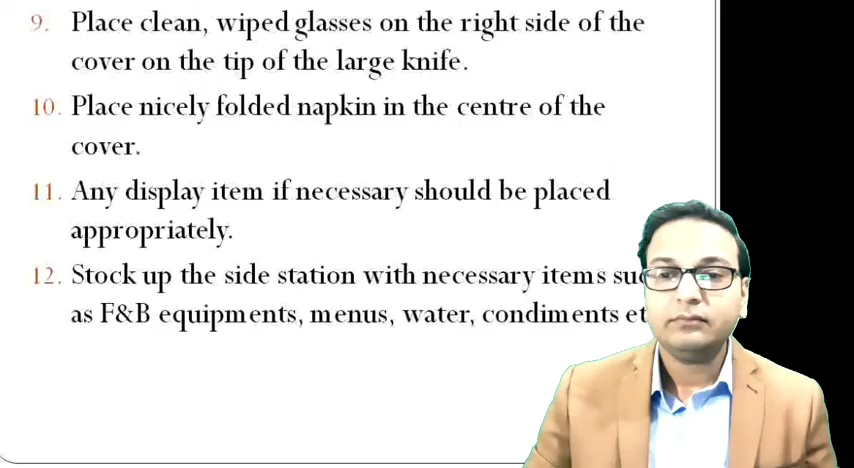 9. Place clean, wiped glasses on the right side of the
cover on the tip of the large knife.
10. Place nicely folded napkin in the centre of the
cover.
11. Any display item if necessary should be placed
appropriately.
12. Stock up the side station with necessary items
as F&B equipments, menus, water, condiments